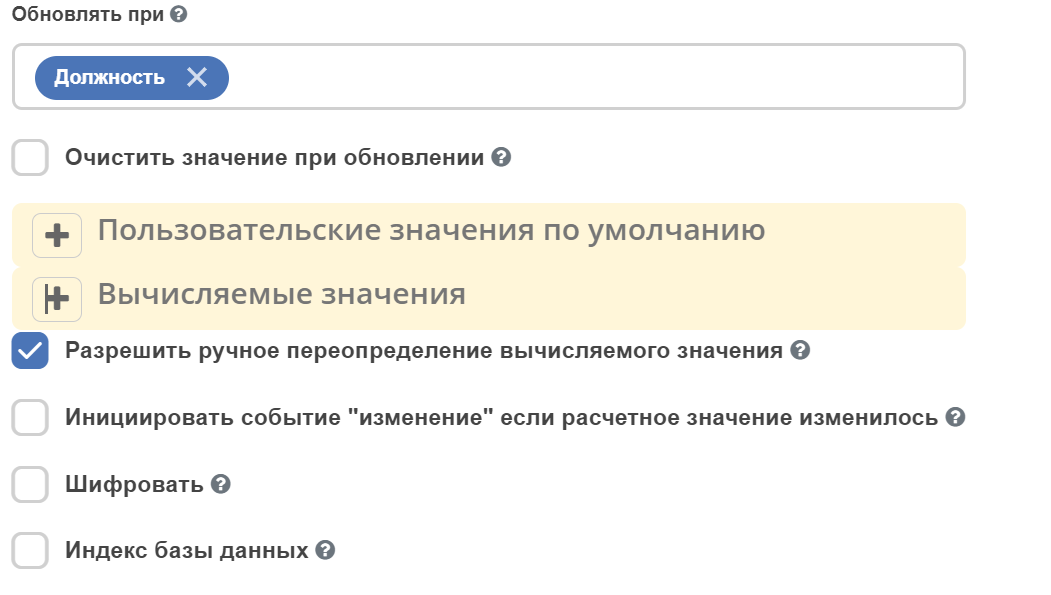 Обновлять при
Должность
Очистить значение при обновлении
Пользовательские значения по умолчанию
Вычисляемые значения
Разрешить ручное переопределение вычисляемого значения
Инициировать событие "изменение" если расчетное значение изменилось
Шифровать
Индекс базы данных